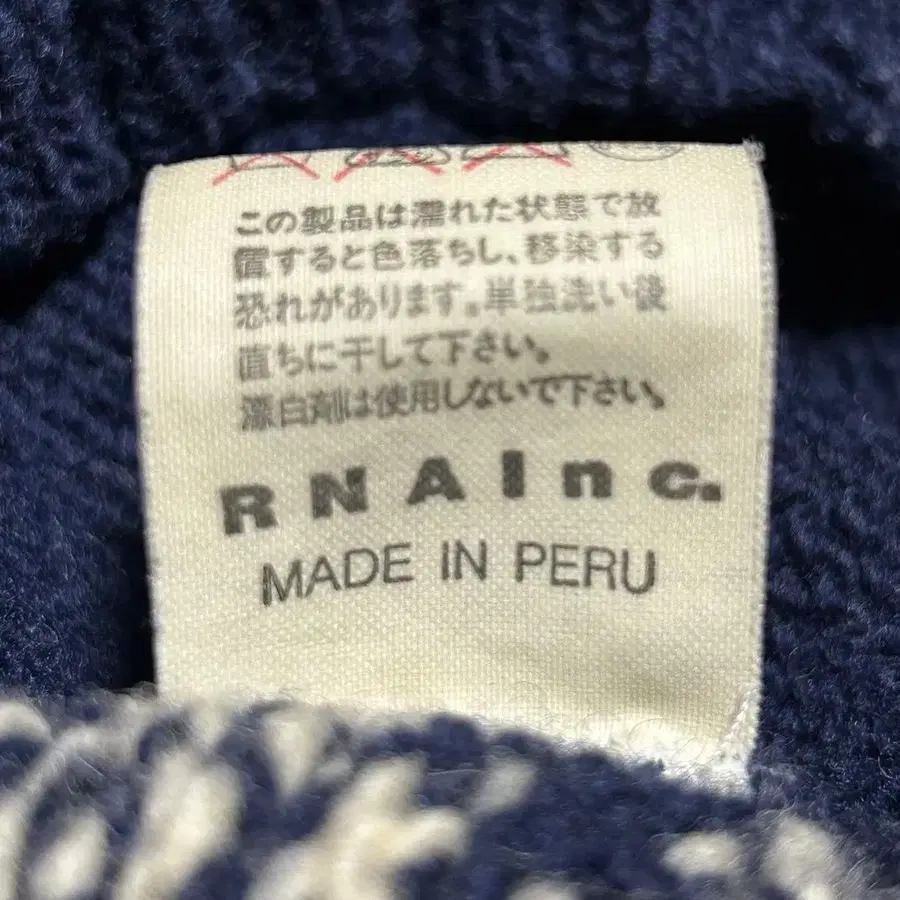 この製品は濡れた状態で放
置すると色落ちし、移染する
恐れがあります。単独洗い後
直ちに干して下さい。
漂白剤は使用しないで下さい。
RNA Inc.
MADE IN PERU